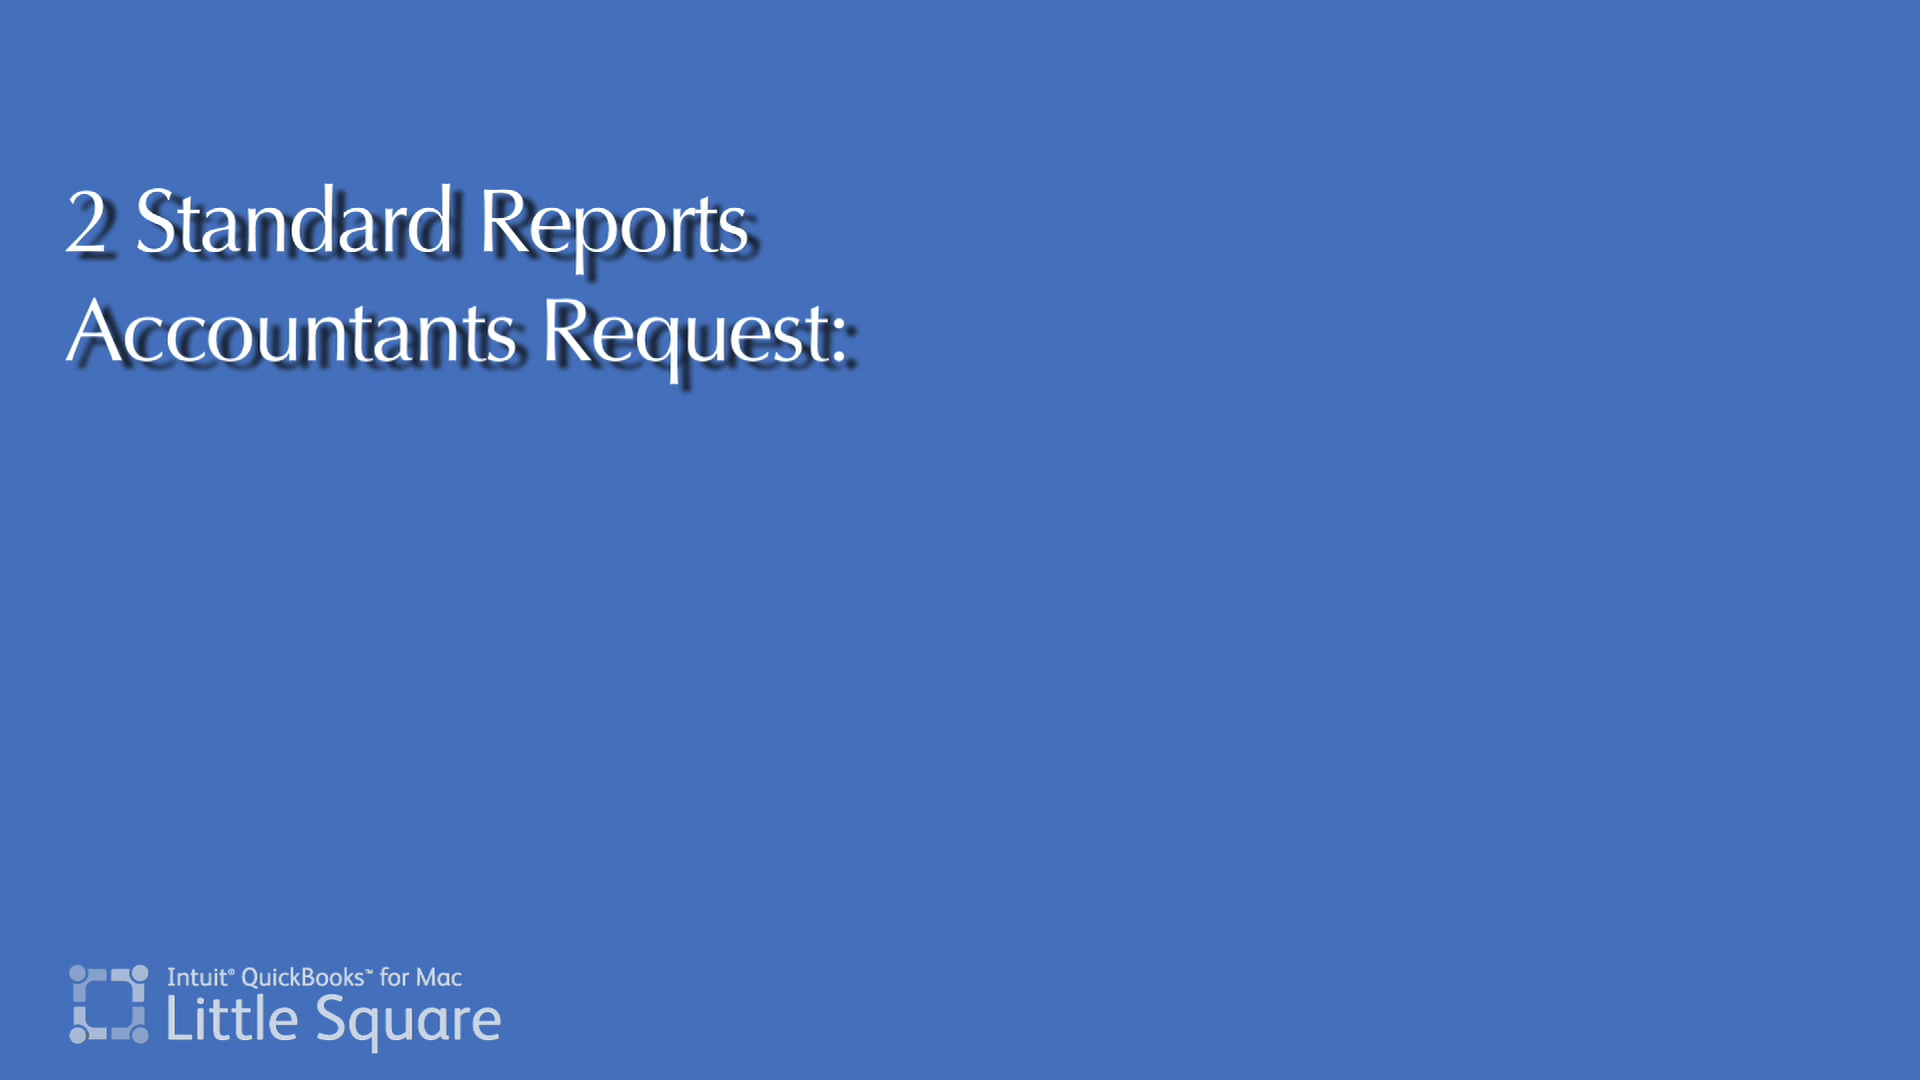 2 Standard Reports
Accountants Request:
Intuit® QuickBooks™ for Mac
Little Square